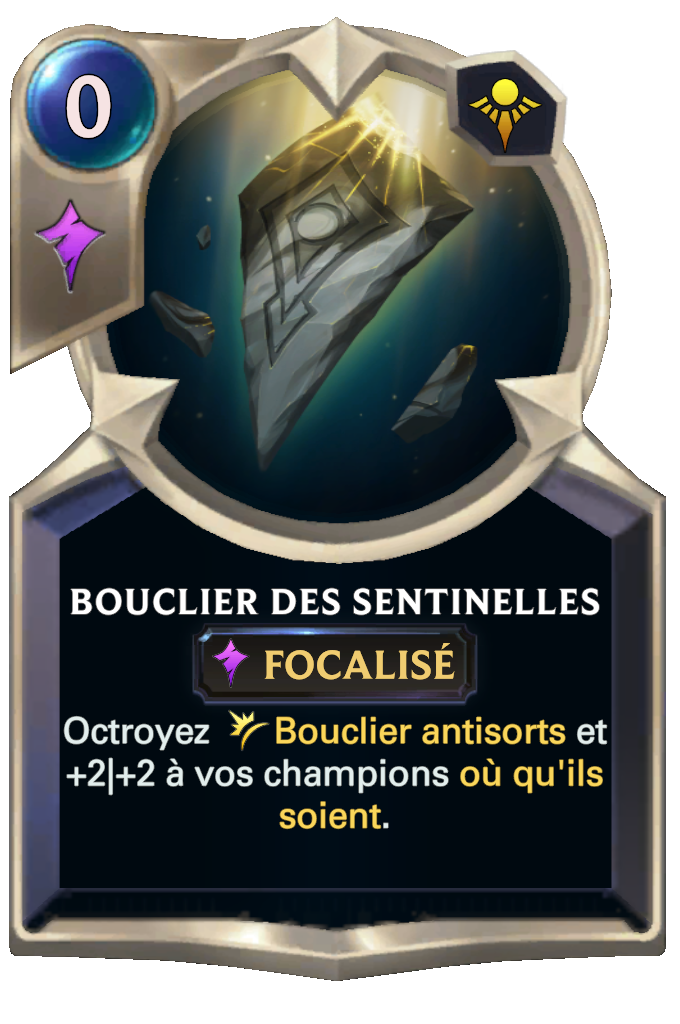 0
BOUCLIER DES SENTINELLES
FOCALISÉ
Octroyez Bouclier antisorts et
+2|+2 à vos champions où qu'ils
soient.